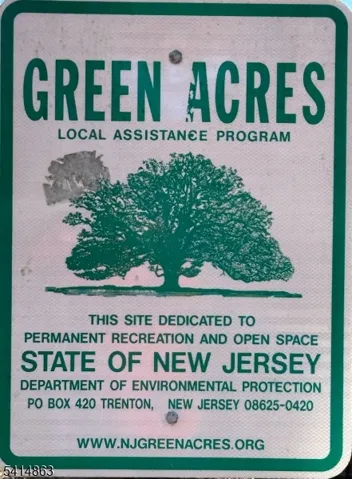 GREEN ACRES
LOCAL ASSISTANCE PROGRAM
THIS SITE DEDICATED TO
PERMANENT RECREATION AND OPEN SPACE
STATE OF NEW JERSEY
DEPARTMENT OF ENVIRONMENTAL PROTECTION
PO BOX 420 TRENTON, NEW JERSEY 08625-0420
WWW.NJGREENACRES.ORG
5414863